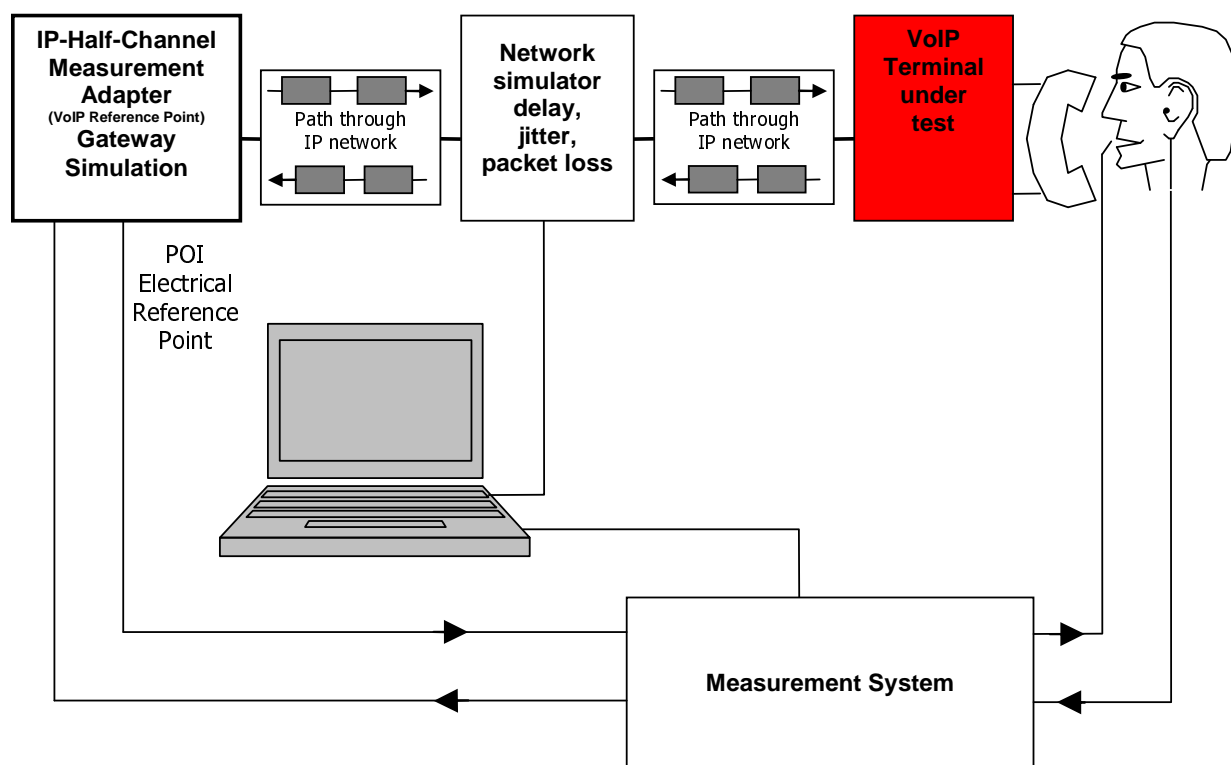 IP-Half-Channel
Measurement
Adapter
(VoIP Reference Point)
Gateway
Simulation
Path through
IP network
Network
simulator
delay,
jitter,
packet loss
Path through
IP network
VoIP
Terminal
under
test
POI
Electrical
Reference
Point
Measurement System